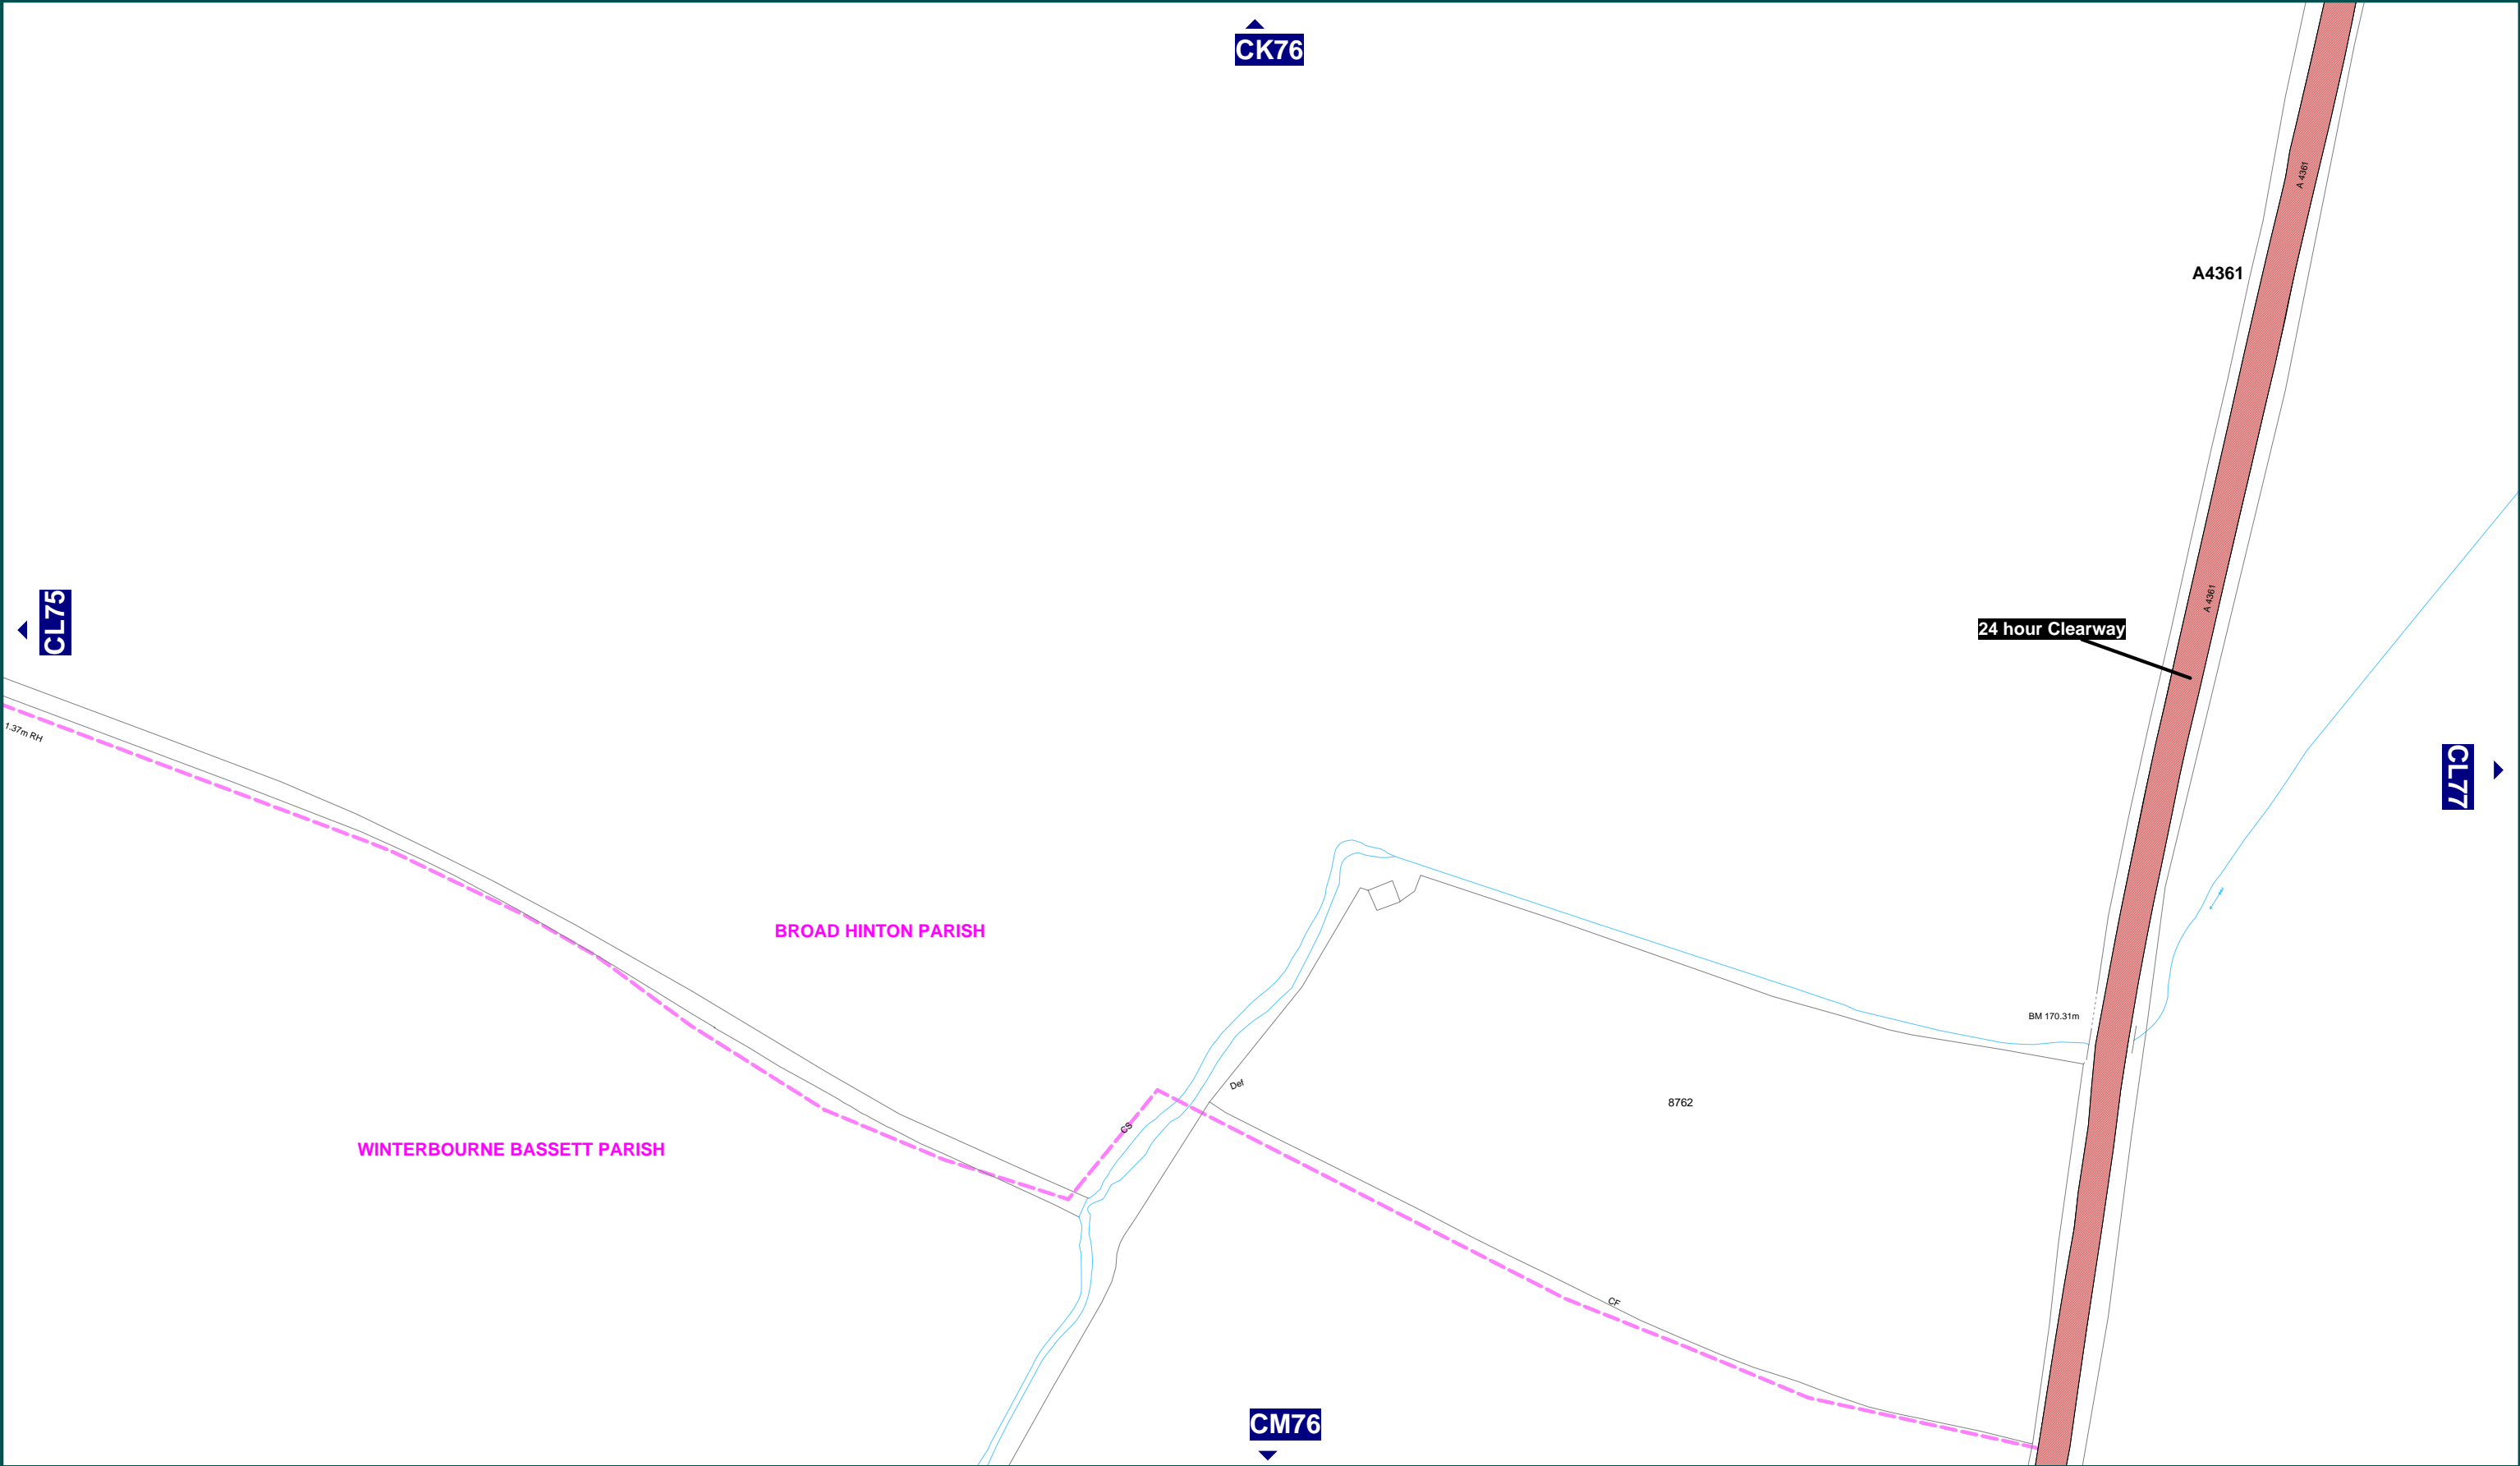 CK76
A 4361
A4361
CL75
A 4361
24 hour Clearway
1.37m RH
CL77
BROAD HINTON PARISH
BM 170.31m
Def
8762
CS
WINTERBOURNE BASSETT PARISH
CF
CM76